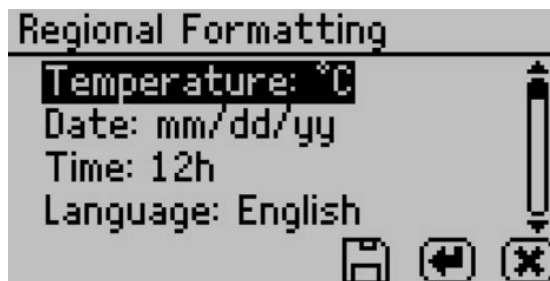 Regional Formatting
Temperature: °C
Date: mm/dd/yy
Time: 12h
Language: English